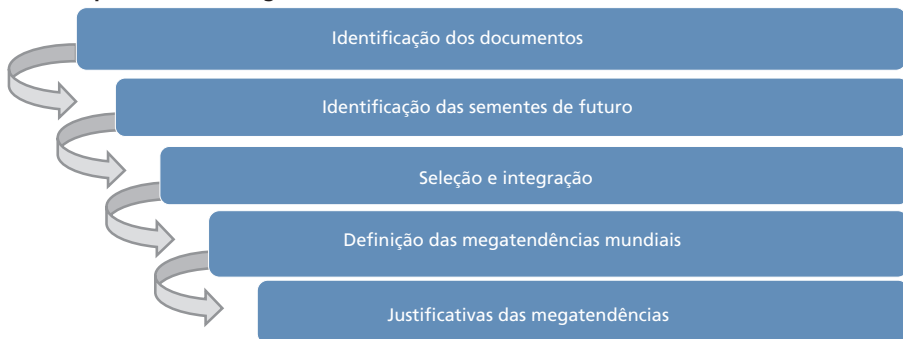 Identificação dos documentos
Identificação das sementes de futuro
Seleção e integração
Definição das megatendências mundiais
Justificativas das megatendências